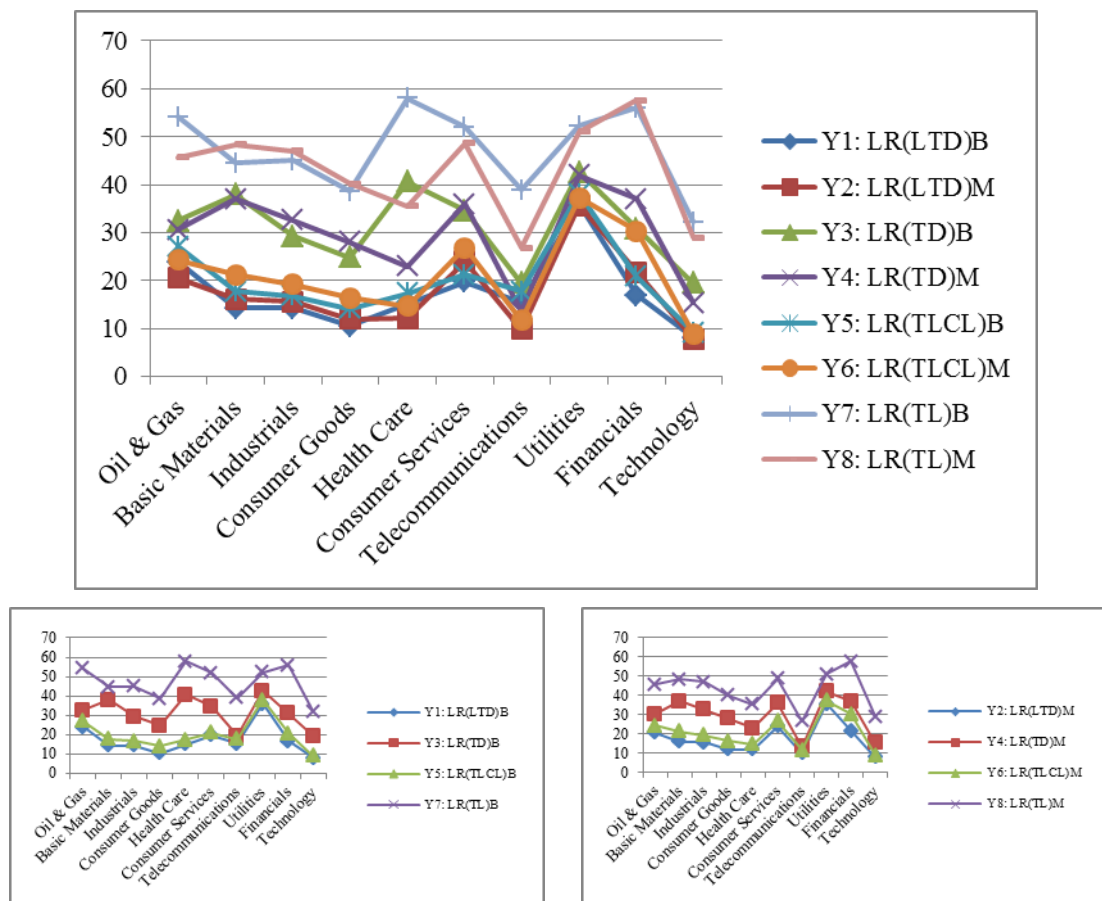 70
60
50
40
30
20
10
0
Oil & Gas
Basic Materials
Industrials
Consumer Goods
Health Care
Consumer Services
Telecommunications
Utilities
Financials
Technology
Y1: LR(LTD)B
Y2: LR(LTD)M
Y3: LR(TD)B
Y4: LR(TD)M
Y5: LR(TLCL)B
Y6: LR(TLCL)M
Y7: LR(TL)B
Y8: LR(TL)M
70
60
50
40
30
20
10
0
Oil & Gas
Basic Materials
Industrials
Consumer Goods
Health Care
Consumer Services
Telecommunications
Utilities
Financials
Technology
Y1: LR(LTD)B
Y3: LR(TD)B
Y5: LR(TLCL)B
Y7: LR(TL)B
70
60
50
40
30
20
10
0
Oil & Gas
Basic Materials
Industrials
Consumer Goods
Health Care
Consumer Services
Telecommunications
Utilities
Financials
Technology
Y2: LR(LTD)M
Y4: LR(TD)M
Y6: LR(TLCL)M
Y8: LR(TL)M